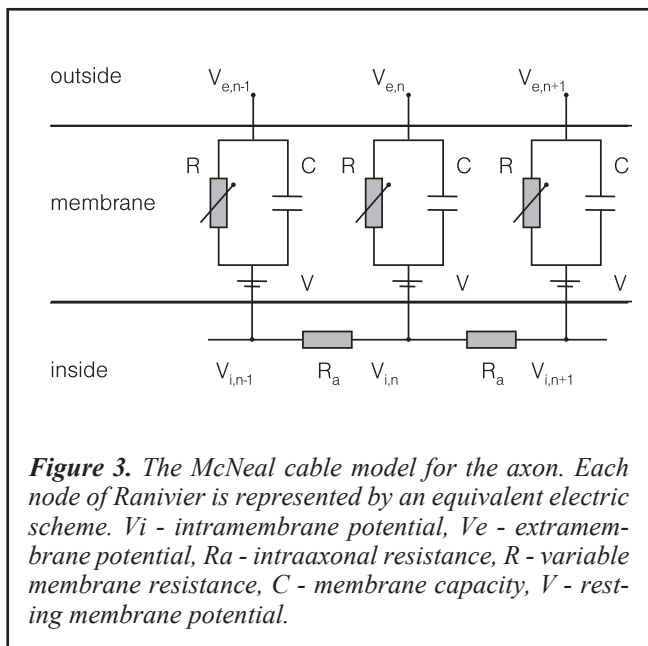 outside V_{e,n-1} V_{e,n} V_{e,n+1}
R C R C R C
membrane
V V V
inside V_{i,n-1} R_a V_{i,n} R_a V_{i,n+1}
Figure 3. The McNeal cable model for the axon. Each
node of Ranivier is represented by an equivalent electric
scheme. Vi - intramembrane potential, Ve - extramem-
brane potential, Ra - intraaxonal resistance, R - variable
membrane resistance, C - membrane capacity, V - rest-
ing membrane potential.